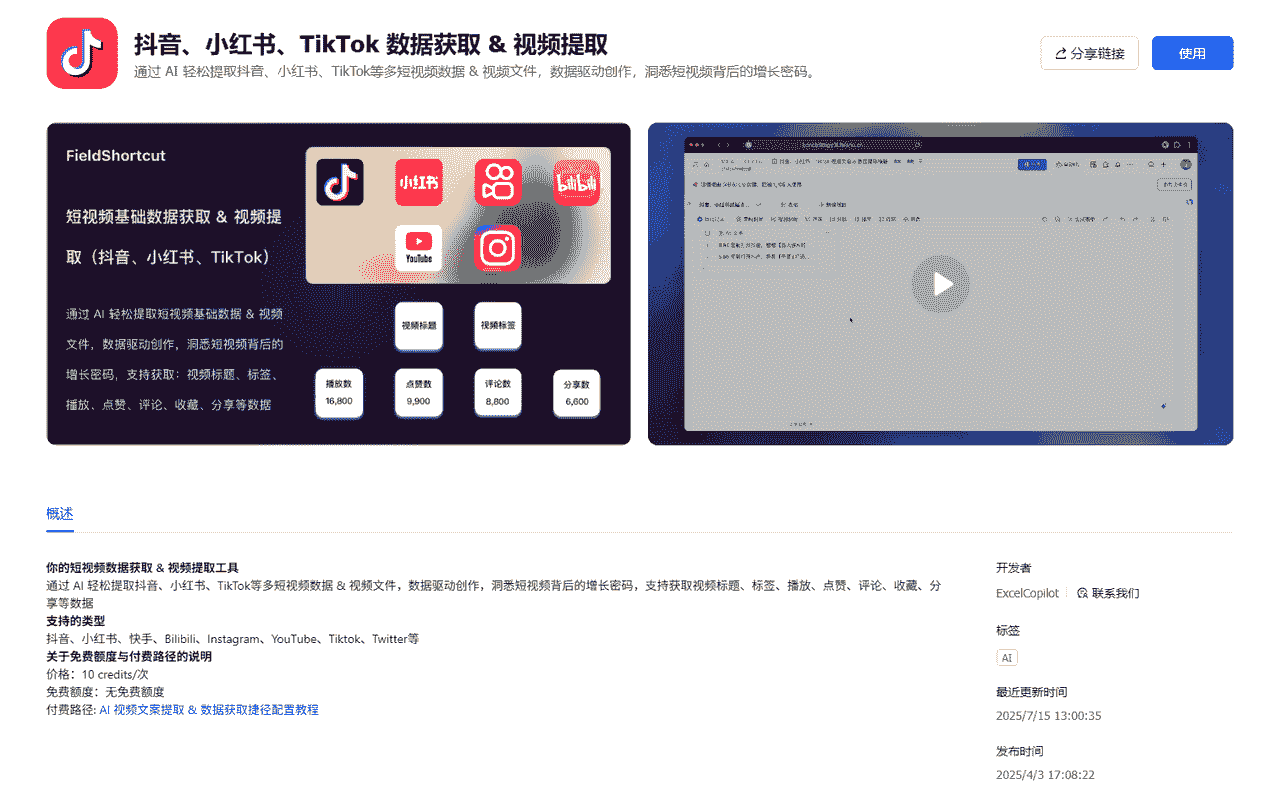 抖音、小红书、TikTok 数据获取 & 视频提取
通过 AI 轻松提取抖音、小红书、TikTok等多短视频数据 & 视频文件，数据驱动创作，洞悉短视频背后的增长密码。
分享链接
使用
FieldShortcut
短视频基础数据获取 & 视频提
取（抖音、小红书、TikTok）
通过 AI 轻松提取短视频基础数据 & 视频
文件，数据驱动创作，洞悉短视频背后的
增长密码，支持获取：视频标题、标签、
播放、点赞、评论、收藏、分享等数据
小红书
bilibili
YouTube
视频标题
视频标签
播放数
16,800
点赞数
9,900
评论数
8,800
分享数
6,600
概述
你的短视频数据获取 & 视频提取工具
通过 AI 轻松提取抖音、小红书、TikTok等多短视频数据 & 视频文件，数据驱动创作，洞悉短视频背后的增长密码，支持获取视频标题、标签、播放、点赞、评论、收藏、分
享等数据
支持的类型
抖音、小红书、快手、Bilibili、Instagram、YouTube、Tiktok、Twitter等
关于免费额度与付费路径的说明
价格：10 credits/次
免费额度：无免费额度
付费路径: AI 视频文案提取 & 数据获取捷径配置教程
开发者
ExcelCopilot
联系我们
标签
AI
最近更新时间
2025/7/15 13:00:35
发布时间
2025/4/3 17:08:22